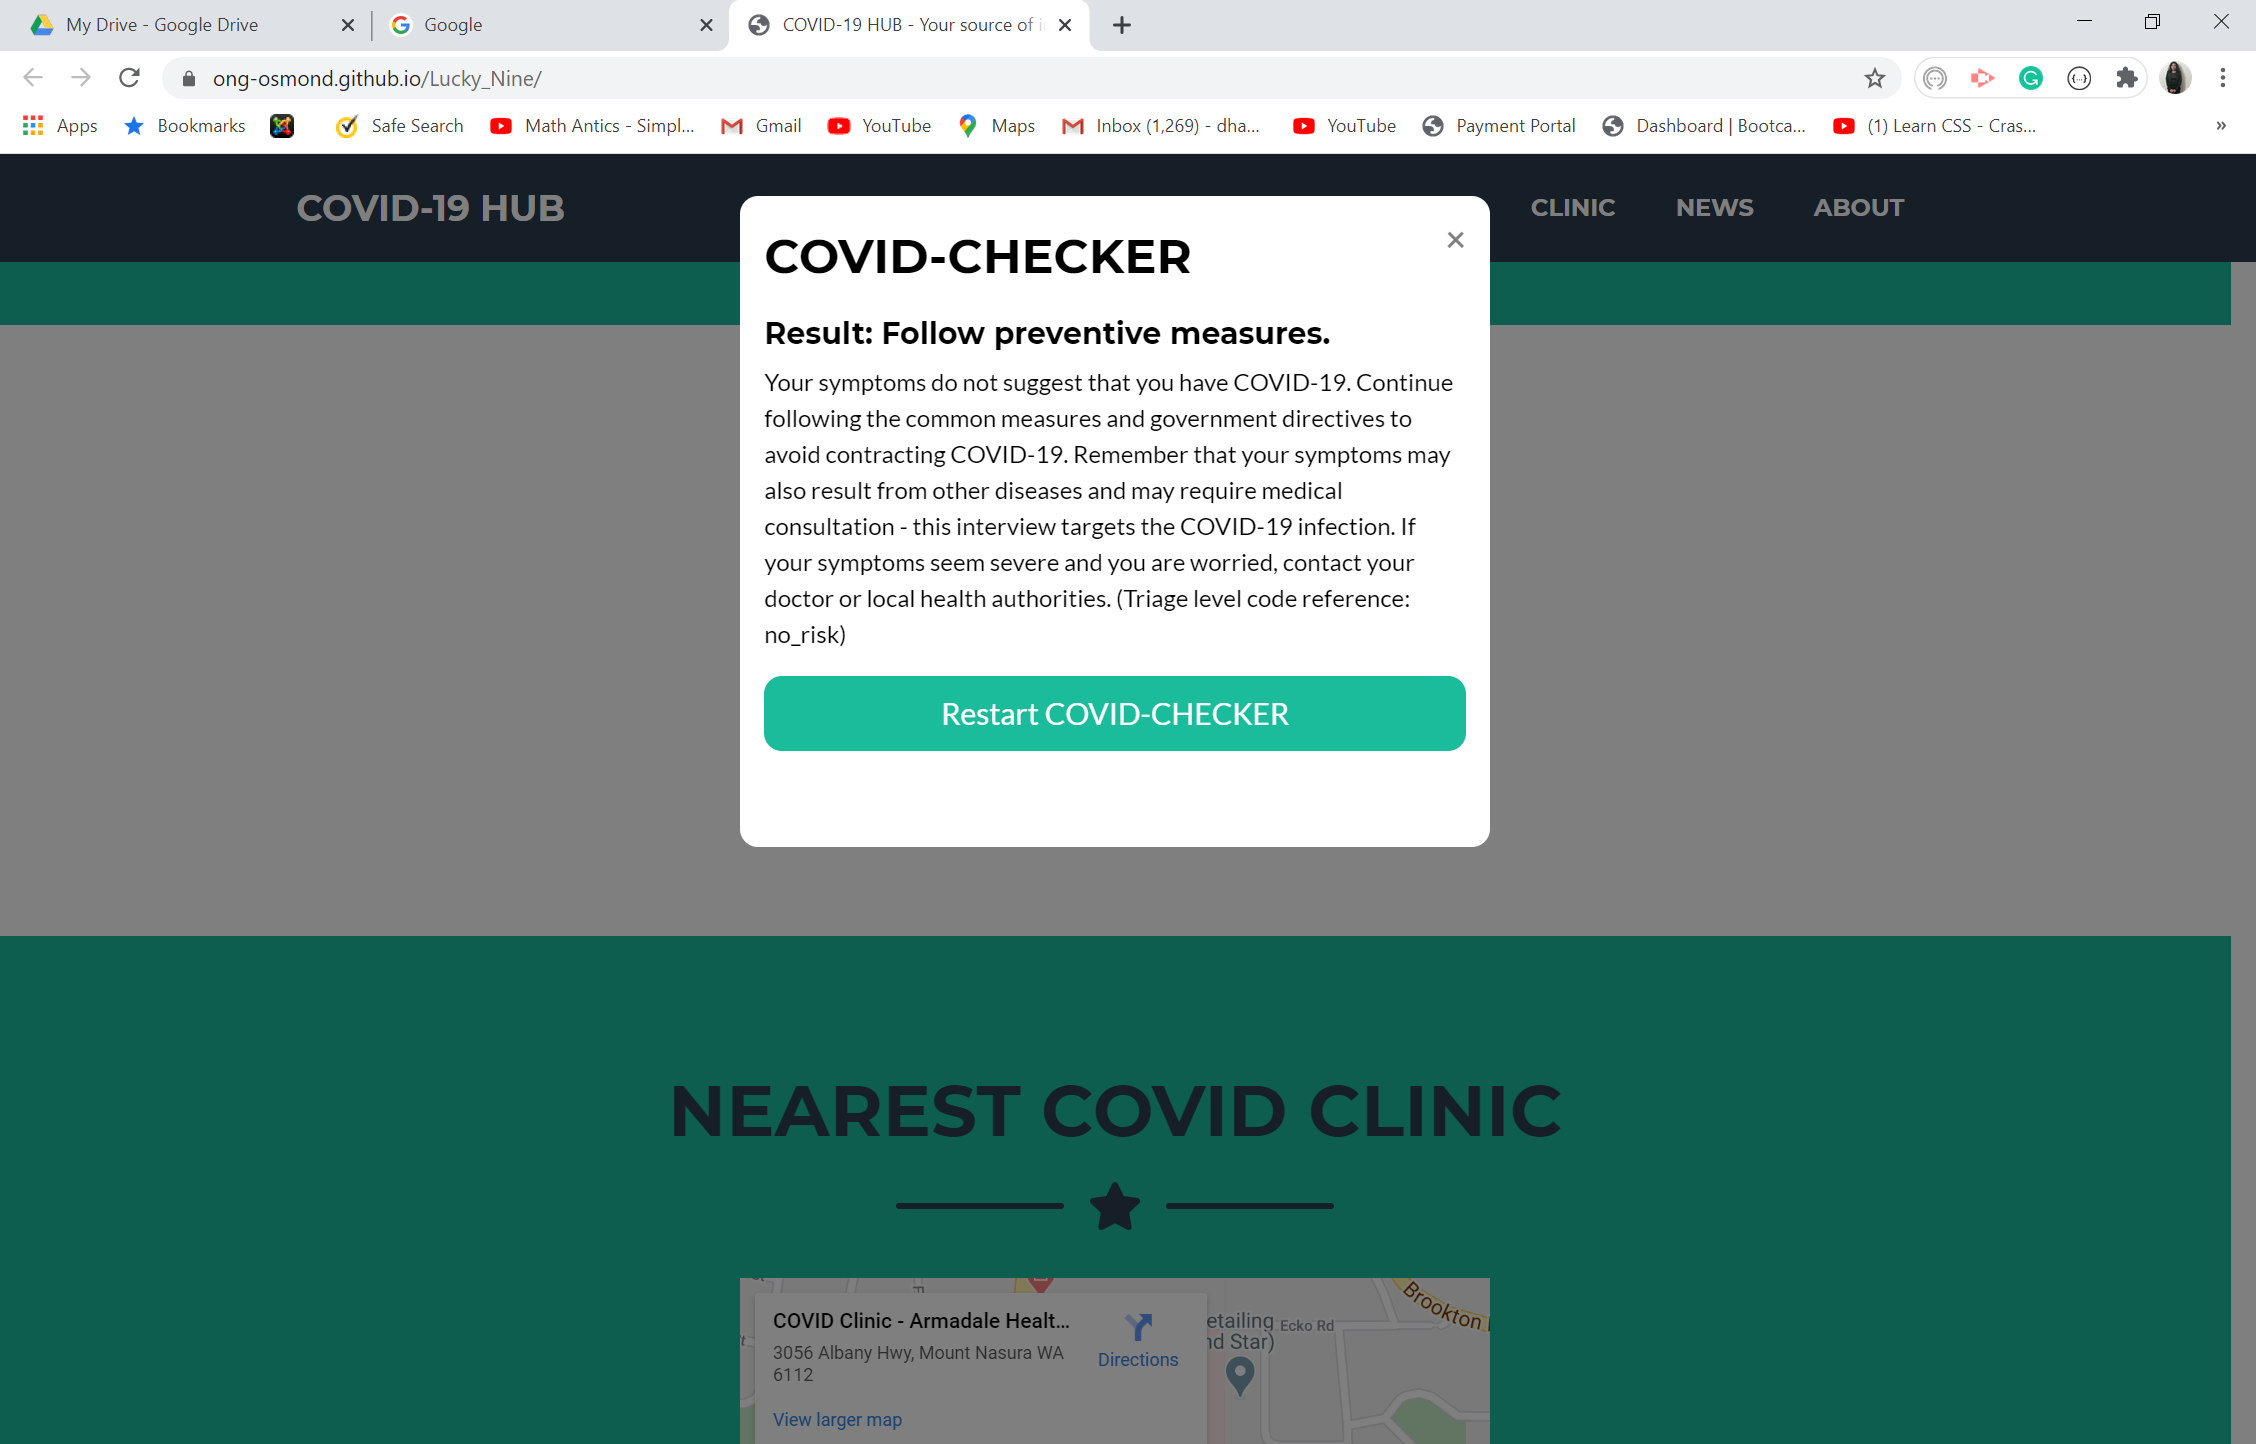 My Drive - Google Drive
Google
COVID-19 HUB - Your source of i
ong-osmond.github.io/Lucky_Nine/
Apps
Bookmarks
Safe Search
Math Antics - Simpl...
Gmail
YouTube
Maps
Inbox (1,269) - dha...
YouTube
Payment Portal
Dashboard | Bootca...
(1) Learn CSS - Cras...
»
COVID-19 HUB
CLINIC
NEWS
ABOUT
COVID-CHECKER
×
Result: Follow preventive measures.
Your symptoms do not suggest that you have COVID-19. Continue
following the common measures and government directives to
avoid contracting COVID-19. Remember that your symptoms may
also result from other diseases and may require medical
consultation - this interview targets the COVID-19 infection. If
your symptoms seem severe and you are worried, contact your
doctor or local health authorities. (Triage level code reference:
no_risk)
Restart COVID-CHECKER
NEAREST COVID CLINIC
COVID Clinic - Armadale Healt...
3056 Albany Hwy, Mount Nasura WA
6112
Directions
View larger map
etailing
nd Star)
Ecko Rd
Brookton